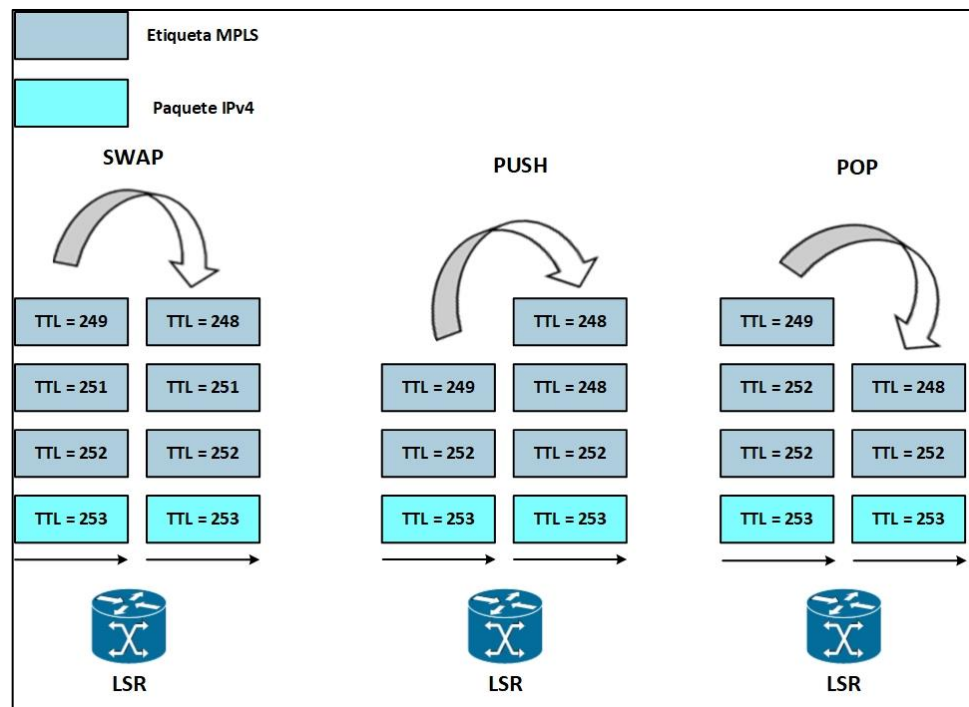 Etiqueta MPLS
Paquete IPv4
SWAP
TTL = 249 TTL = 248
TTL = 251 TTL = 251
TTL = 252 TTL = 252
TTL = 253 TTL = 253
LSR
PUSH
TTL = 248
TTL = 249 TTL = 248
TTL = 252 TTL = 252
TTL = 253 TTL = 253
LSR
POP
TTL = 249
TTL = 252 TTL = 248
TTL = 252 TTL = 252
TTL = 253 TTL = 253
LSR